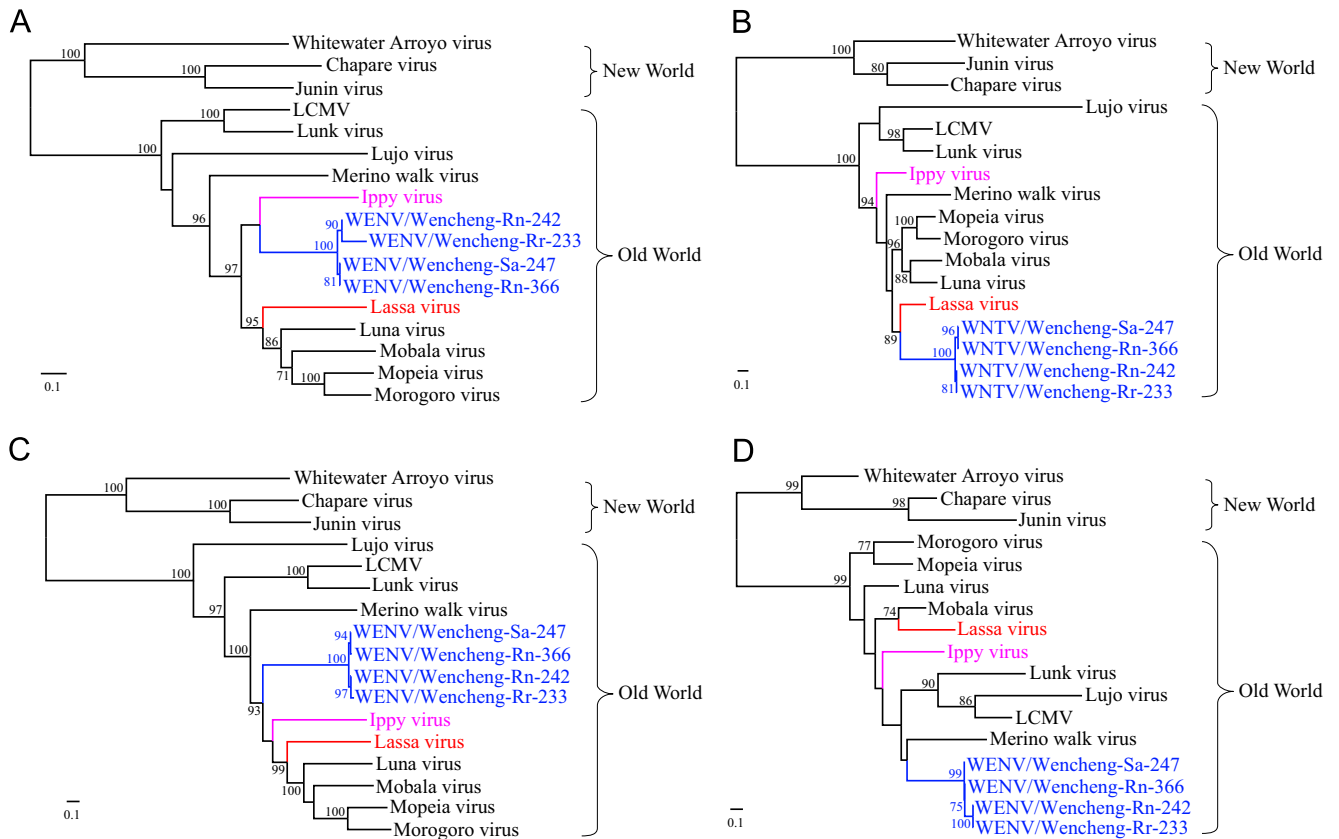 A
100
Whitewater Arroyo virus
100
Chapare virus
Junin virus
New World
100
100
LCMV
Lunk virus
Lujo virus
96
Merino walk virus
97
Ippy virus
90
WENV/Wencheng-Rn-242
100
WENV/Wencheng-Rr-233
WENV/Wencheng-Sa-247
81
WENV/Wencheng-Rn-366
Old World
95
Lassa virus
86
Luna virus
71
Mobala virus
100
Mopeia virus
Morogoro virus
0.1
B
100
Whitewater Arroyo virus
80
Junin virus
Chapare virus
New World
100
Lujo virus
98
LCMV
Lunk virus
94
Ippy virus
Merino walk virus
96
100
Mopeia virus
Morogoro virus
88
Mobala virus
Luna virus
Old World
89
Lassa virus
100
96
WNTV/Wencheng-Sa-247
WNTV/Wencheng-Rn-366
WNTV/Wencheng-Rn-242
81
WNTV/Wencheng-Rr-233
0.1
C
100
Whitewater Arroyo virus
100
Chapare virus
Junin virus
New World
100
Lujo virus
97
100
LCMV
Lunk virus
100
Merino walk virus
93
94
WENV/Wencheng-Sa-247
100
WENV/Wencheng-Rn-366
WENV/Wencheng-Rn-242
97
WENV/Wencheng-Rr-233
Old World
Ippy virus
99
Lassa virus
100
Luna virus
Mobala virus
100
Mopeia virus
Morogoro virus
0.1
D
99
Whitewater Arroyo virus
98
Chapare virus
Junin virus
New World
99
77
Morogoro virus
Mopeia virus
Luna virus
74
Mobala virus
Lassa virus
Ippy virus
90
Lunk virus
86
Lujo virus
LCMV
Old World
Merino walk virus
99
WENV/Wencheng-Sa-247
WENV/Wencheng-Rn-366
75
WENV/Wencheng-Rn-242
100
WENV/Wencheng-Rr-233
0.1